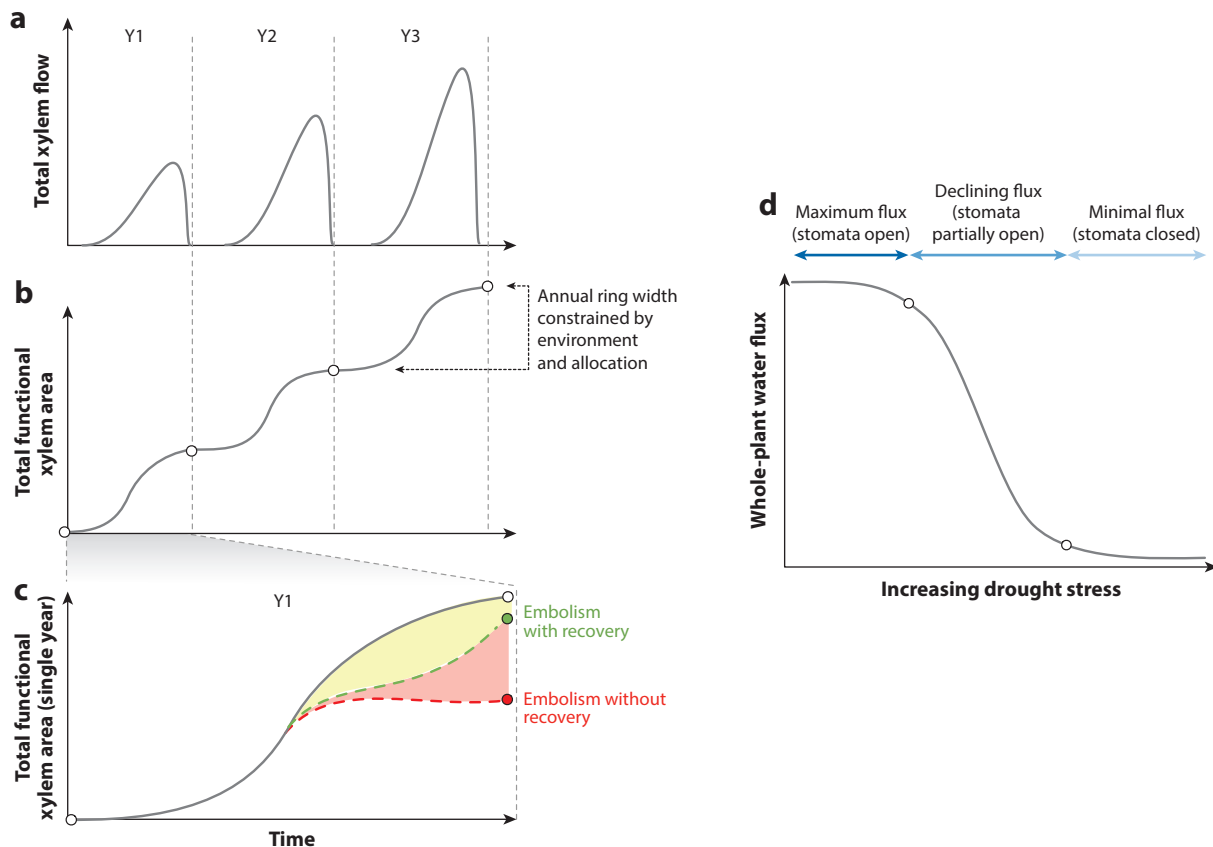 a
Y1
Y2
Y3
Total xylem flow
b
Total functional
xylem area
Annual ring width
constrained by
environment
and allocation
c
Y1
Total functional
xylem area (single year)
Embolism
with recovery
Embolism without
recovery
Time
d
Maximum flux
(stomata open)
Declining flux
(stomata
partially open)
Minimal flux
(stomata closed)
Whole-plant water flux
Increasing drought stress